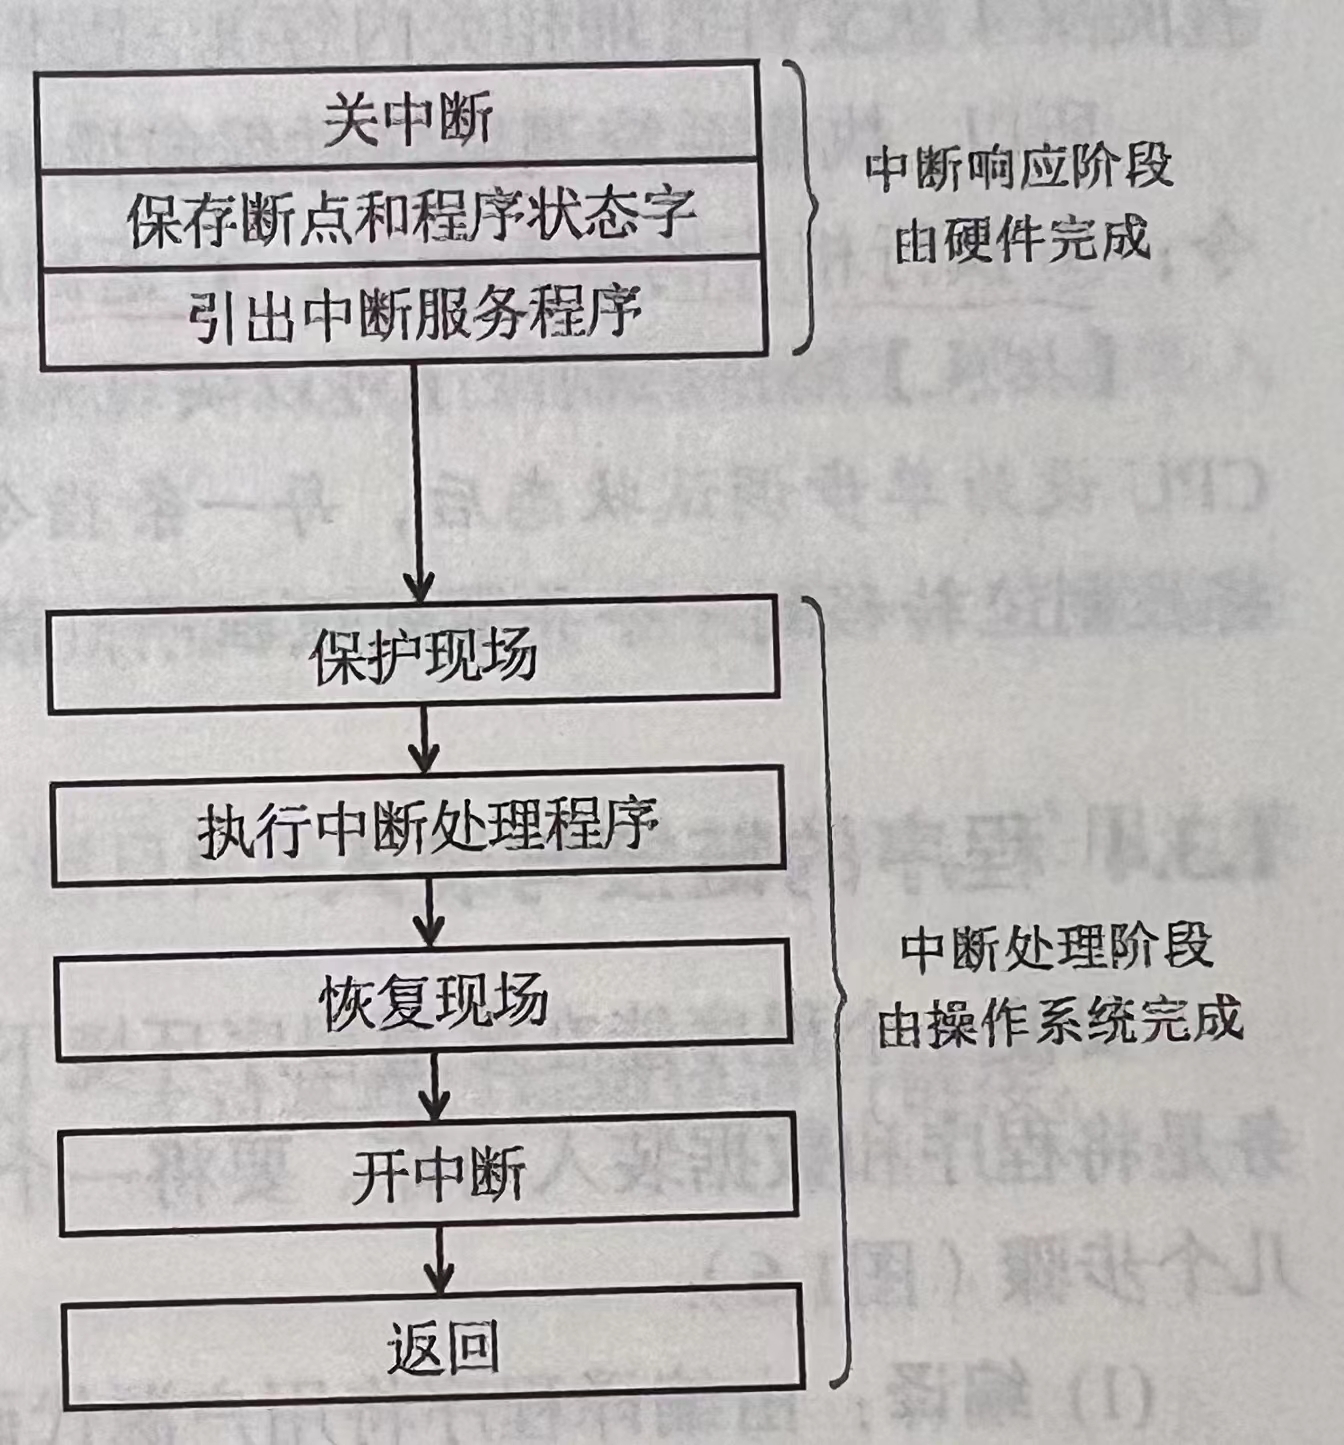 关中断
保存断点和程序状态字
引出中断服务程序
中断响应阶段
由硬件完成
保护现场
执行中断处理程序
恢复现场
开中断
返回
中断处理阶段
由操作系统完成